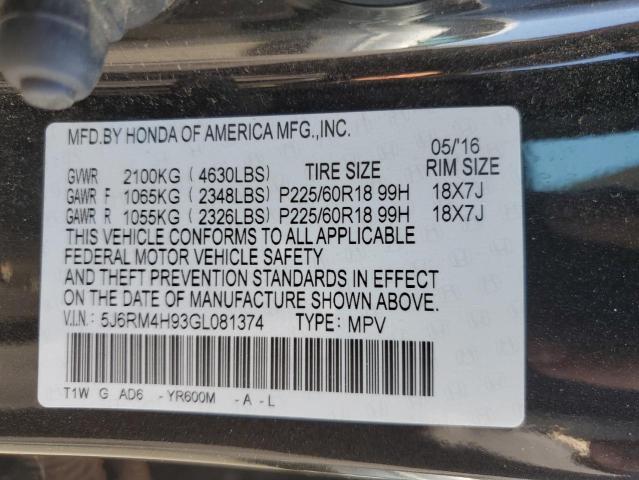 MFD.BY HONDA OF AMERICA MFG.,INC.
05/'16
GVWR 2100KG ( 4630LBS) TIRE SIZE RIM SIZE
GAWR F 1065KG ( 2348LBS) P225/60R18 99H 18X7J
GAWR R 1055KG ( 2326LBS) P225/60R18 99H 18X7J
THIS VEHICLE CONFORMS TO ALL APPLICABLE
FEDERAL MOTOR VEHICLE SAFETY
AND THEFT PREVENTION STANDARDS IN EFFECT
ON THE DATE OF MANUFACTURE SHOWN ABOVE.
V.I.N.: 5J6RM4H93GL081374 TYPE: MPV
T1W G AD6 -YR600M -A-L